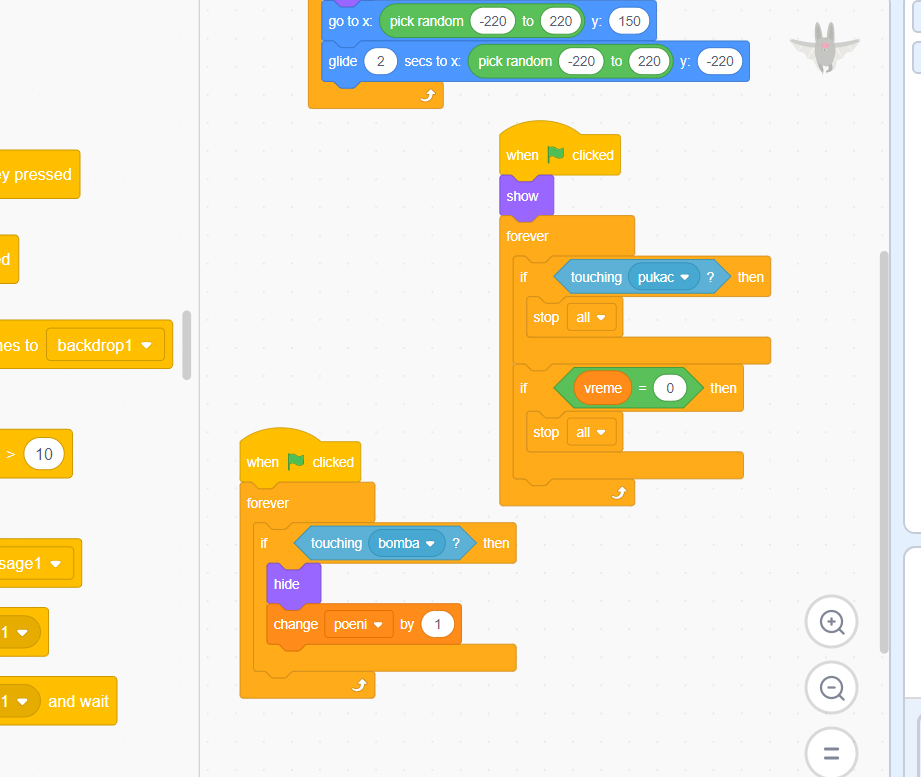 go to x: pick random -220 to 220 y: 150
glide 2 secs to x: pick random -220 to 220 y: -220
when clicked
show
forever
if touching pukac ? then
stop all
if vreme = 0 then
stop all
when clicked
forever
if touching bomba ? then
hide
change poeni by 1
ey pressed
ed
nes to backdrop1
> 10
sage1
1
1 and wait